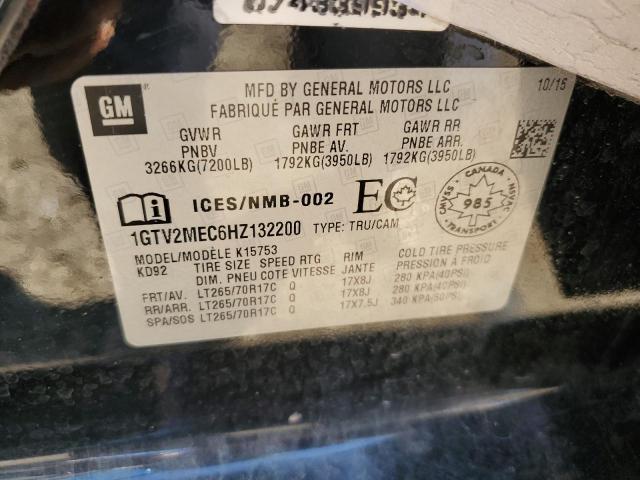 MFD BY GENERAL MOTORS LLC
FABRIQUÉ PAR GENERAL MOTORS LLC
10/15
GM
GVWR GAWR FRT GAWR RR
PNBV PNBE AV. PNBE ARR.
3266KG(7200LB) 1792KG(3950LB) 1792KG(3950LB)
ICES/NMB-002 EC
CANADA
CMVSS 985 NSVAC
TRANSPORT
1GTV2MEC6HZ132200 TYPE: TRU/CAM
MODEL/MODÈLE K15753
KD92 TIRE SIZE SPEED RTG RIM COLD TIRE PRESSURE
DIM. PNEU COTE VITESSE JANTE PRESSION À FROID
FRT/AV. LT265/70R17C Q 17X8J 280 KPA(40PSI)
RR/ARR. LT265/70R17C Q 17X8J 280 KPA(40PSI)
SPA/SOS LT265/70R17C Q 17X7.5J 340 KPA(50PSI)